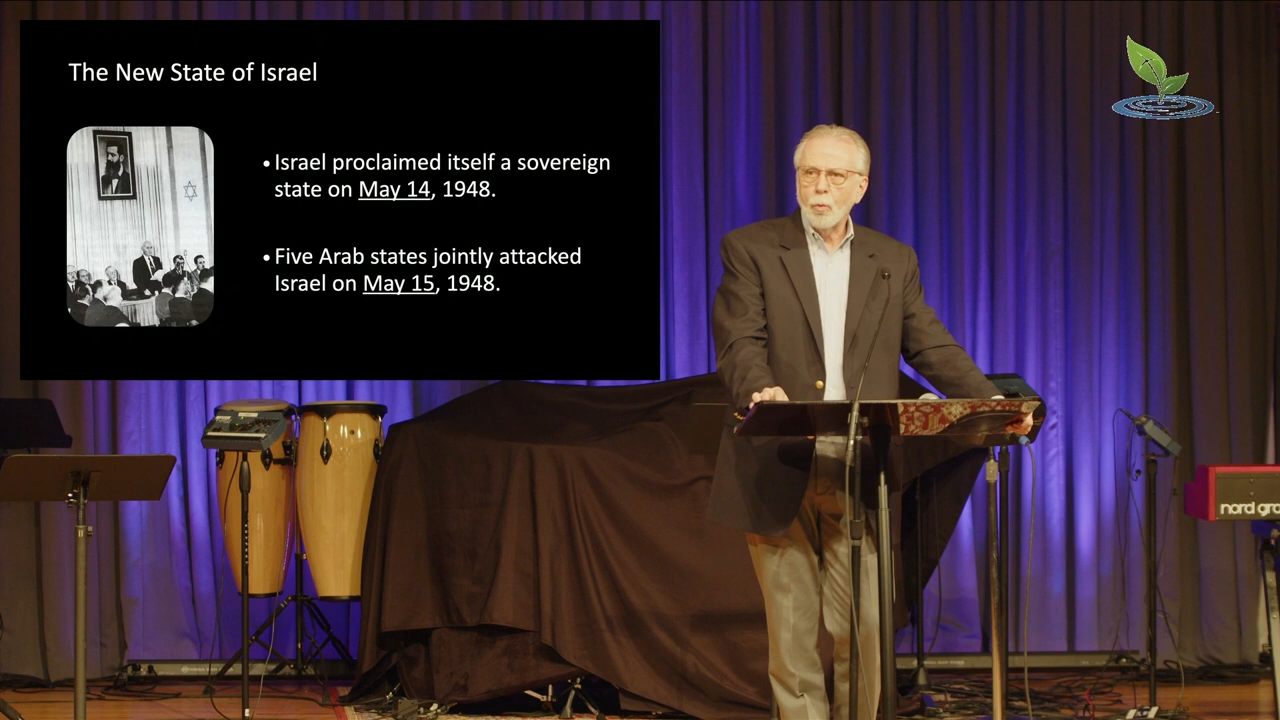 The New State of Israel
• Israel proclaimed itself a sovereign
state on May 14, 1948.
• Five Arab states jointly attacked
Israel on May 15, 1948.
nord gr